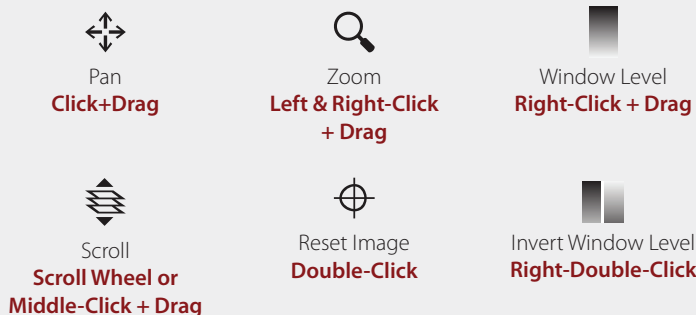 Pan
Click+Drag
Zoom
Left & Right-Click
+ Drag
Window Level
Right-Click + Drag
Scroll
Scroll Wheel or
Middle-Click + Drag
Reset Image
Double-Click
Invert Window Level
Right-Double-Click